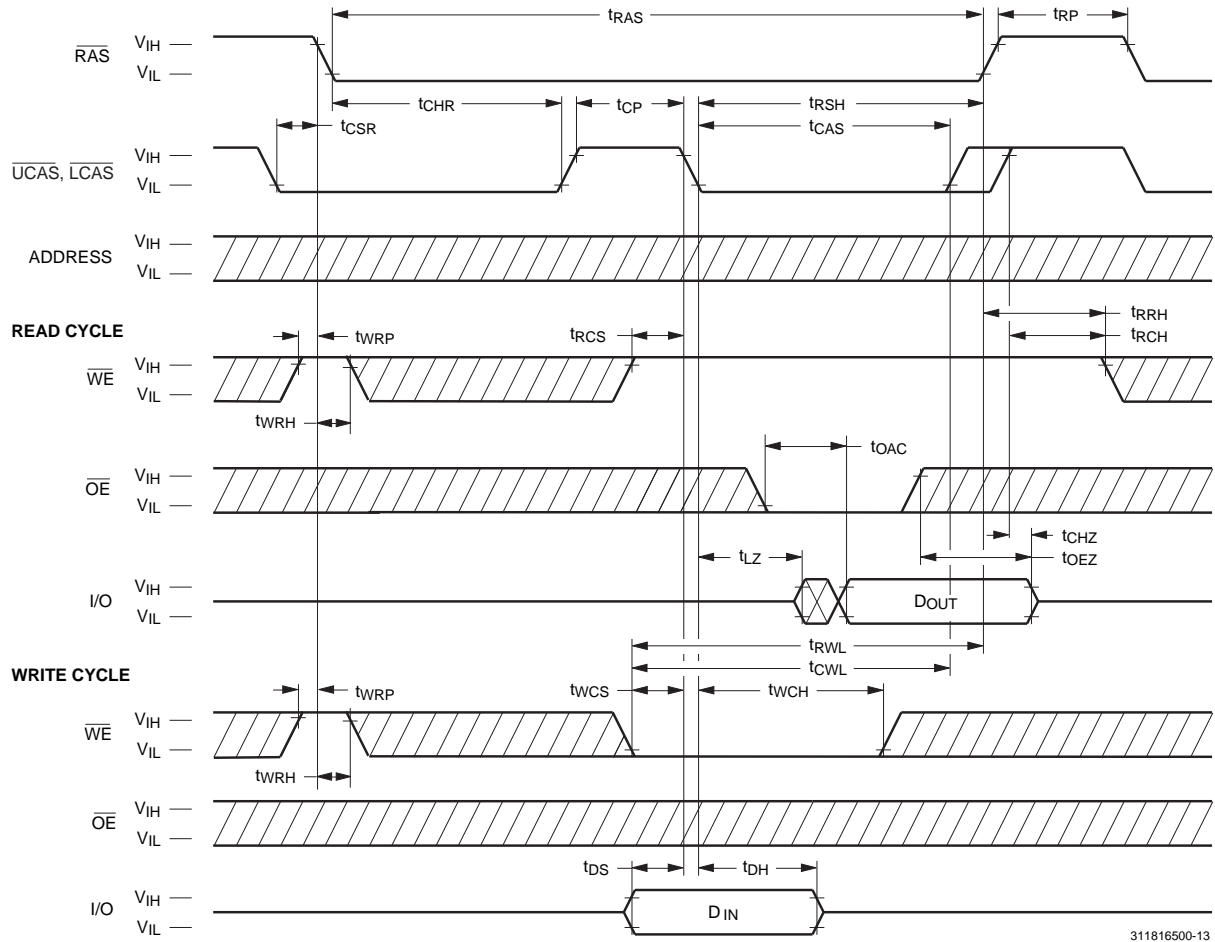 tRAS
tRP
RAS
VIH
VIL
tCHR
tCP
tRSH
tCSR
tCAS
UCAS, LCAS
VIH
VIL
ADDRESS
VIH
VIL
tRRH
READ CYCLE
tWRP
tRCS
tRCH
WE
VIH
VIL
tWRH
tOAC
OE
VIH
VIL
tCHZ
tLZ
tOEZ
I/O
VIH
VIL
DOUT
tRWL
WRITE CYCLE
tCWL
tWRP
tWCS
tWCH
WE
VIH
VIL
tWRH
OE
VIH
VIL
tDS
tDH
I/O
VIH
VIL
DIN
311816500-13